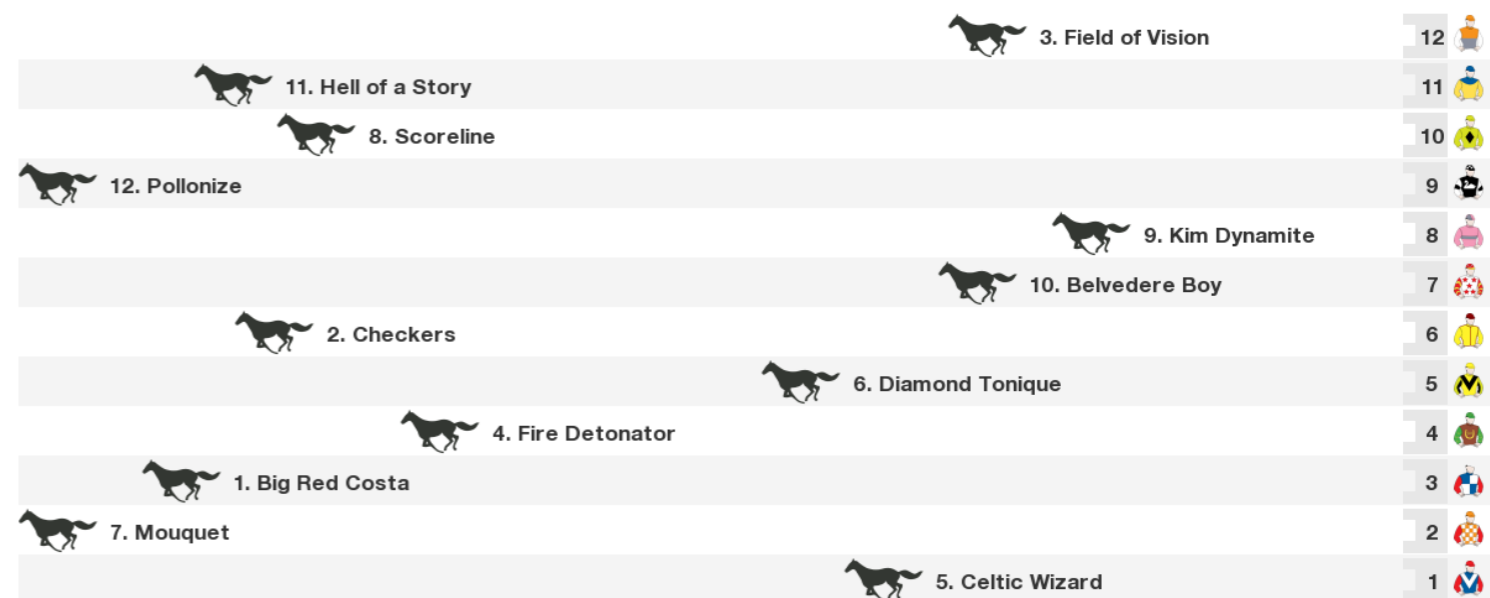 3. Field of Vision 12
11. Hell of a Story 11
8. Scoreline 10
12. Pollonize 9
9. Kim Dynamite 8
10. Belvedere Boy 7
2. Checkers 6
6. Diamond Tonique 5
4. Fire Detonator 4
1. Big Red Costa 3
7. Mouquet 2
5. Celtic Wizard 1